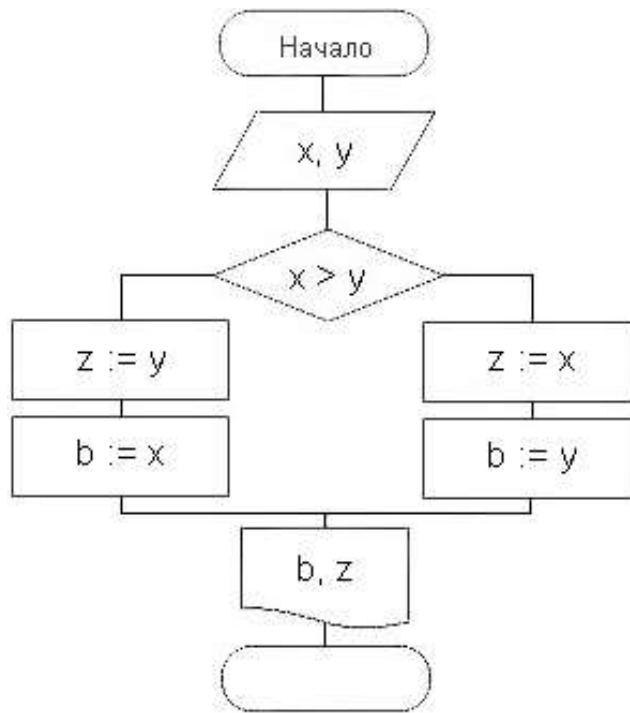 Начало
x, y
x > y
z := y
z := x
b := x
b := y
b, z